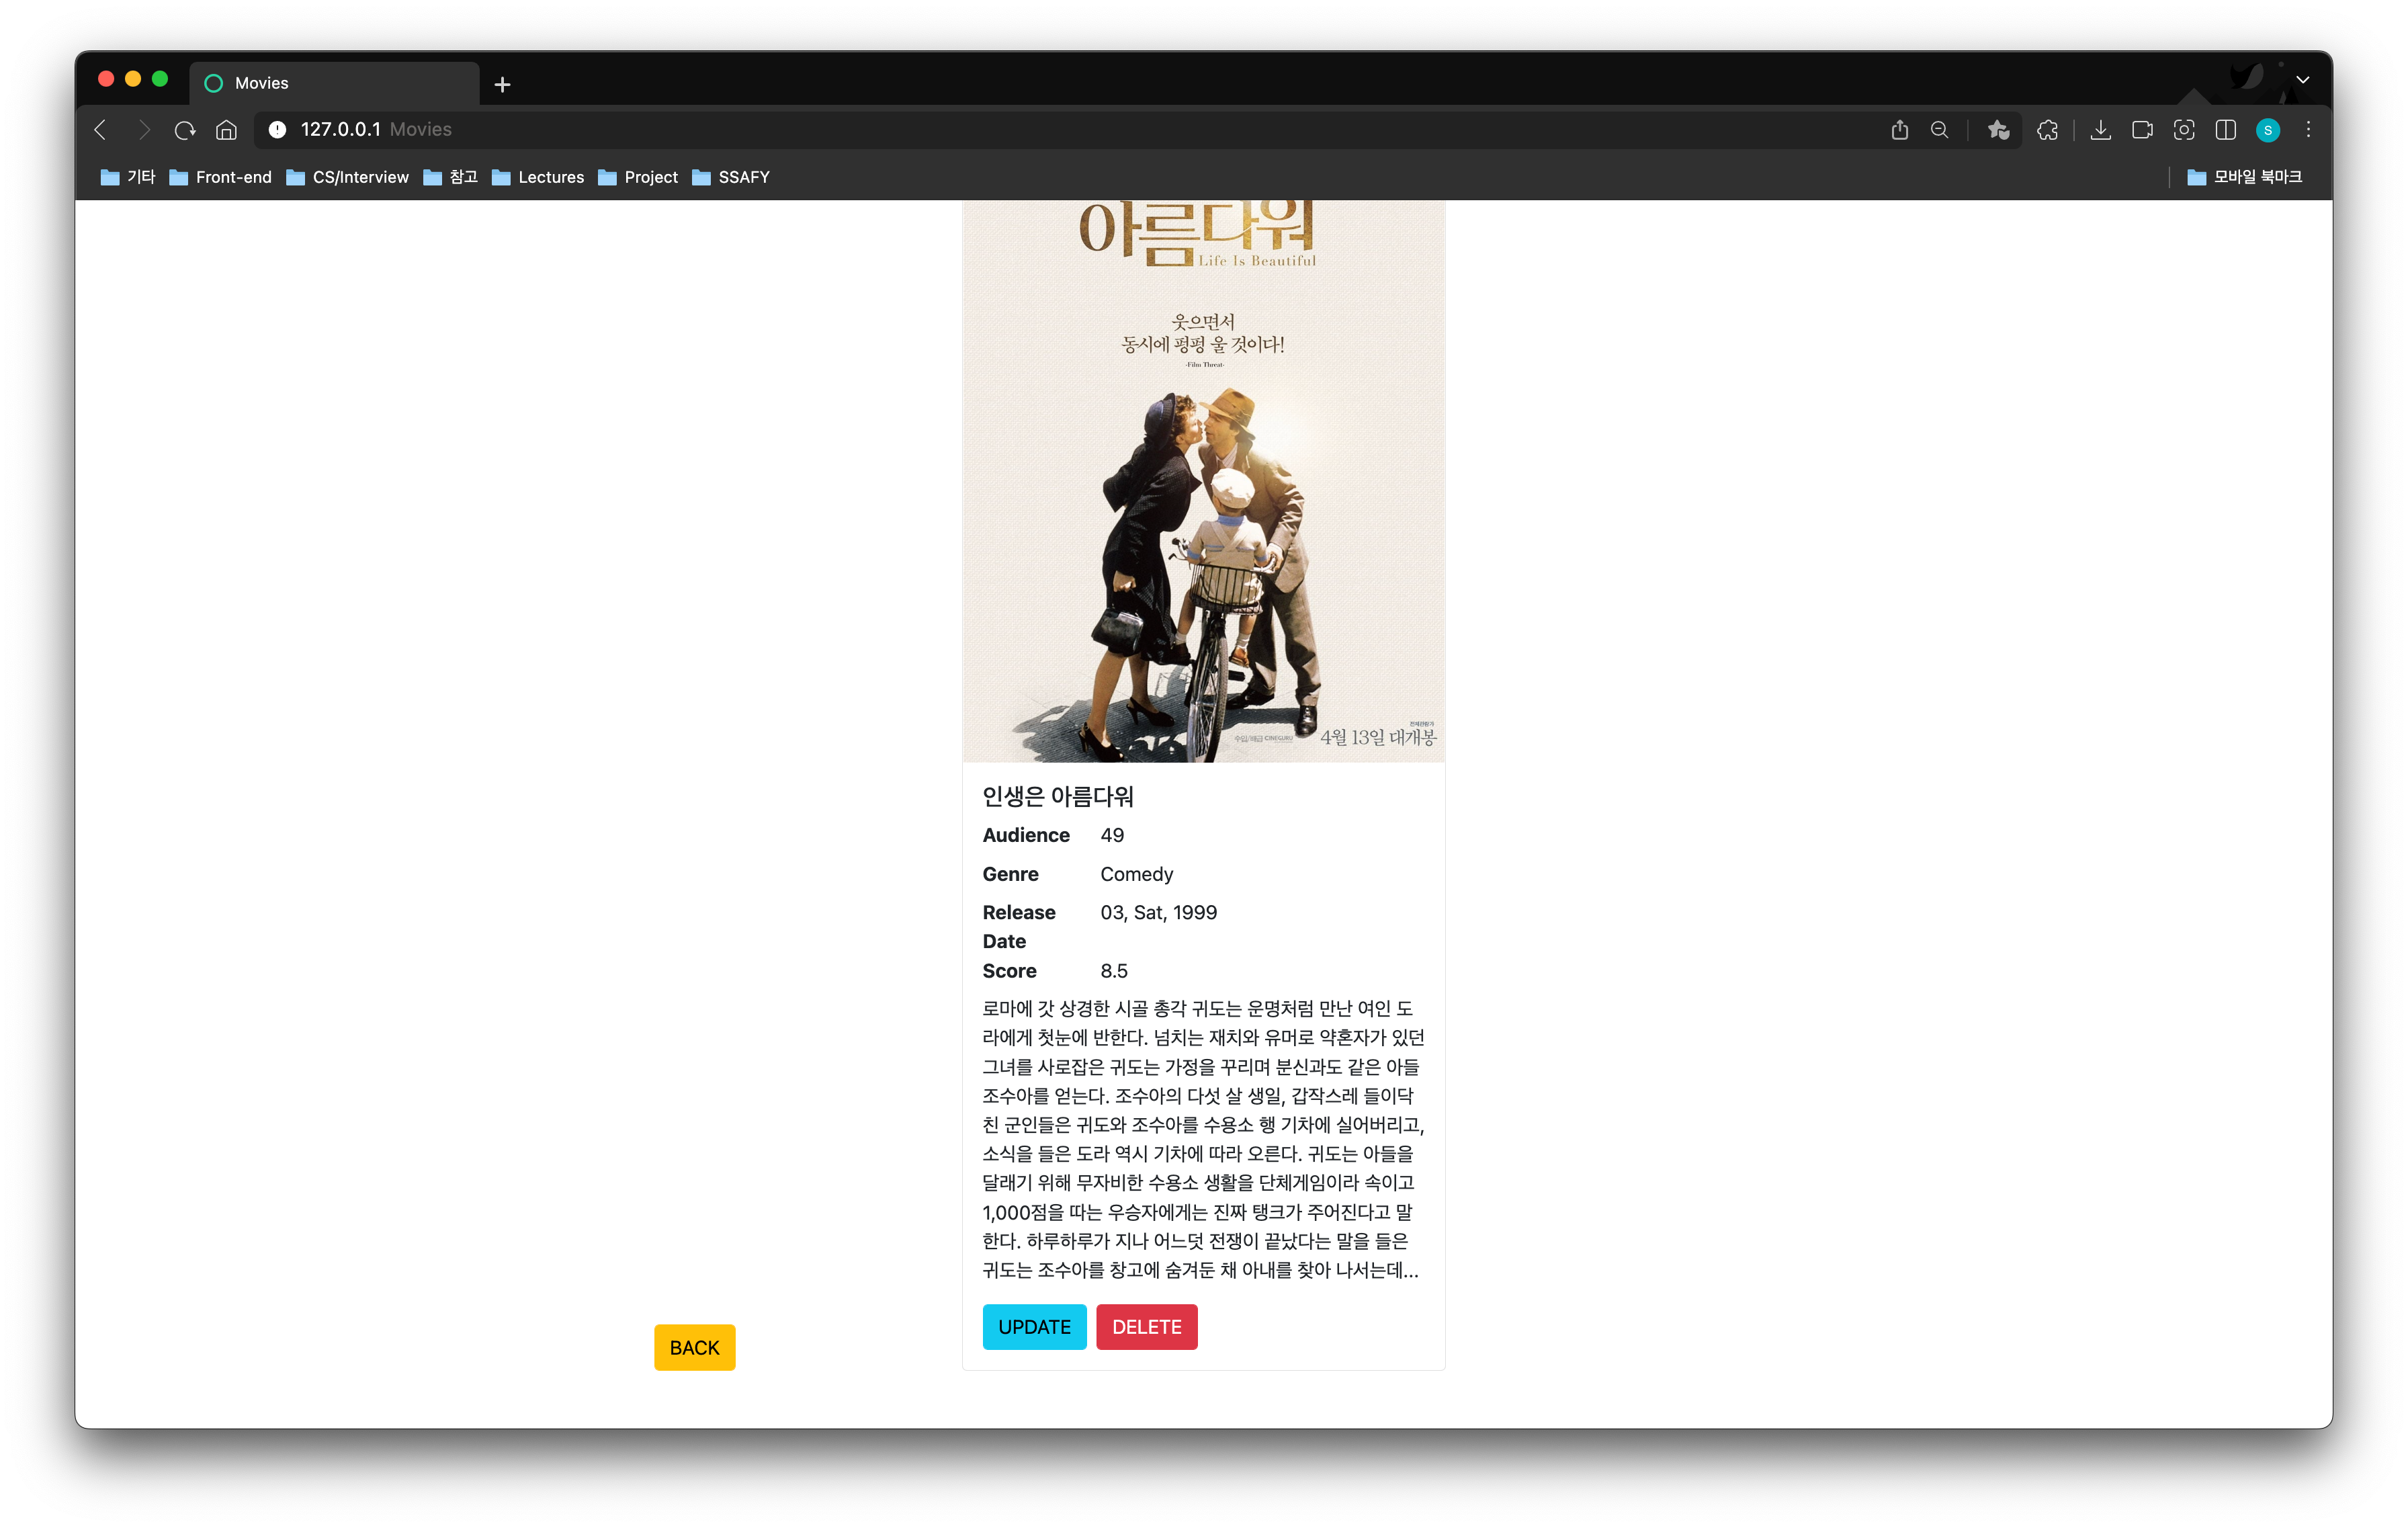 Movies
127.0.0.1 Movies
S
기타 Front-end CS/Interview 참고 Lectures Project SSAFY 모바일 북마크
아름다워
Life Is Beautiful
웃으면서
동시에 펑펑 울 것이다!
-Film Threat-
전체관람가
수입/배급 CINEGURU 4월 13일 대개봉
인생은 아름다워
Audience 49
Genre Comedy
Release 03, Sat, 1999
Date
Score 8.5
로마에 갓 상경한 시골 총각 귀도는 운명처럼 만난 여인 도
라에게 첫눈에 반한다. 넘치는 재치와 유머로 약혼자가 있던
그녀를 사로잡은 귀도는 가정을 꾸리며 분신과도 같은 아들
조수아를 얻는다. 조수아의 다섯 살 생일, 갑작스레 들이닥
친 군인들은 귀도와 조수아를 수용소 행 기차에 실어버리고,
소식을 들은 도라 역시 기차에 따라 오른다. 귀도는 아들을
달래기 위해 무자비한 수용소 생활을 단체게임이라 속이고
1,000점을 따는 우승자에게는 진짜 탱크가 주어진다고 말
한다. 하루하루가 지나 어느덧 전쟁이 끝났다는 말을 들은
귀도는 조수아를 창고에 숨겨둔 채 아내를 찾아 나서는데...
UPDATE DELETE
BACK